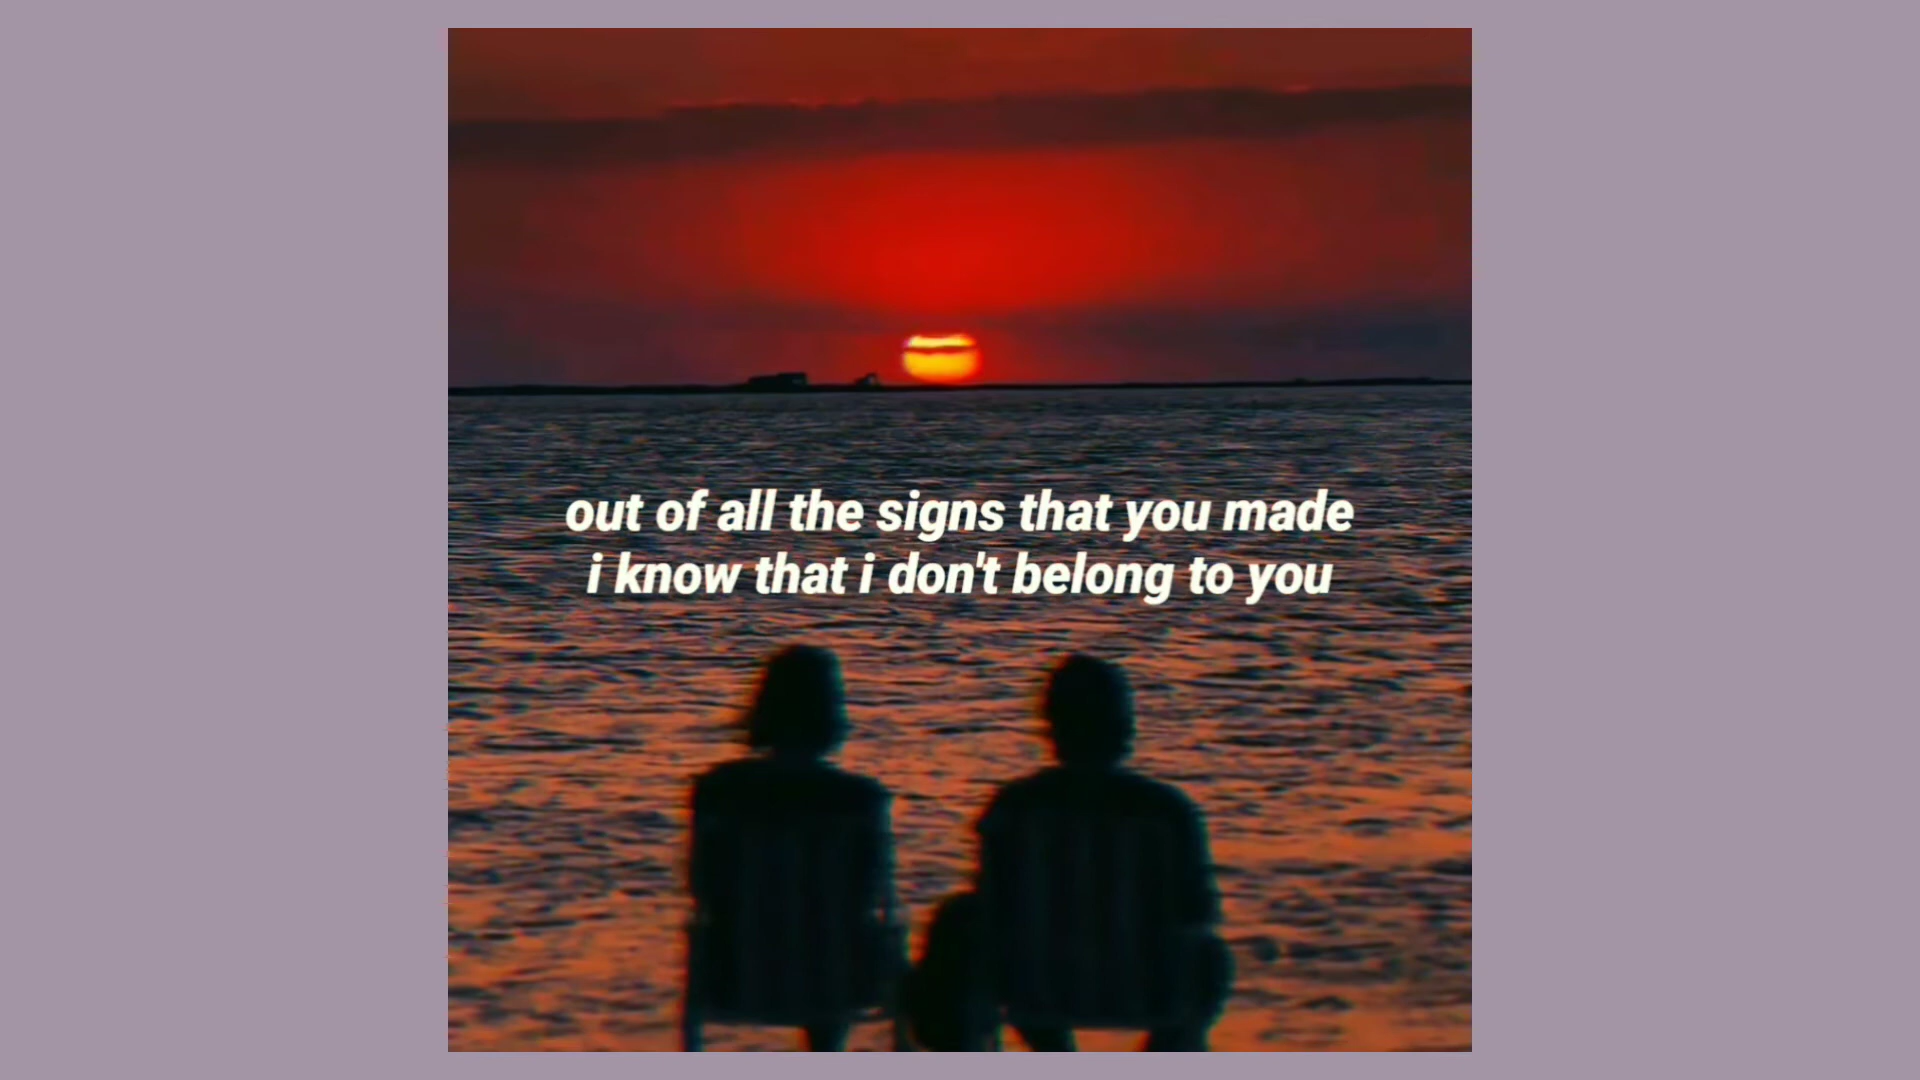 out of all the signs that you made
i know that i don't belong to you